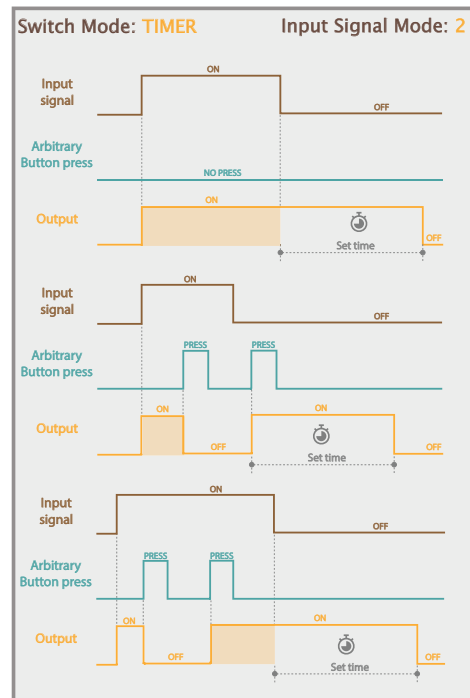 Switch Mode: TIMER Input Signal Mode: 2
ON
Input
signal
OFF
Arbitrary
Button press
NO PRESS
ON
Output
Set time
OFF
ON
Input
signal
OFF
PRESS PRESS
Arbitrary
Button press
ON ON
Output
OFF OFF
Set time
ON
Input
signal
OFF
PRESS PRESS
Arbitrary
Button press
ON ON
Output
OFF OFF
Set time